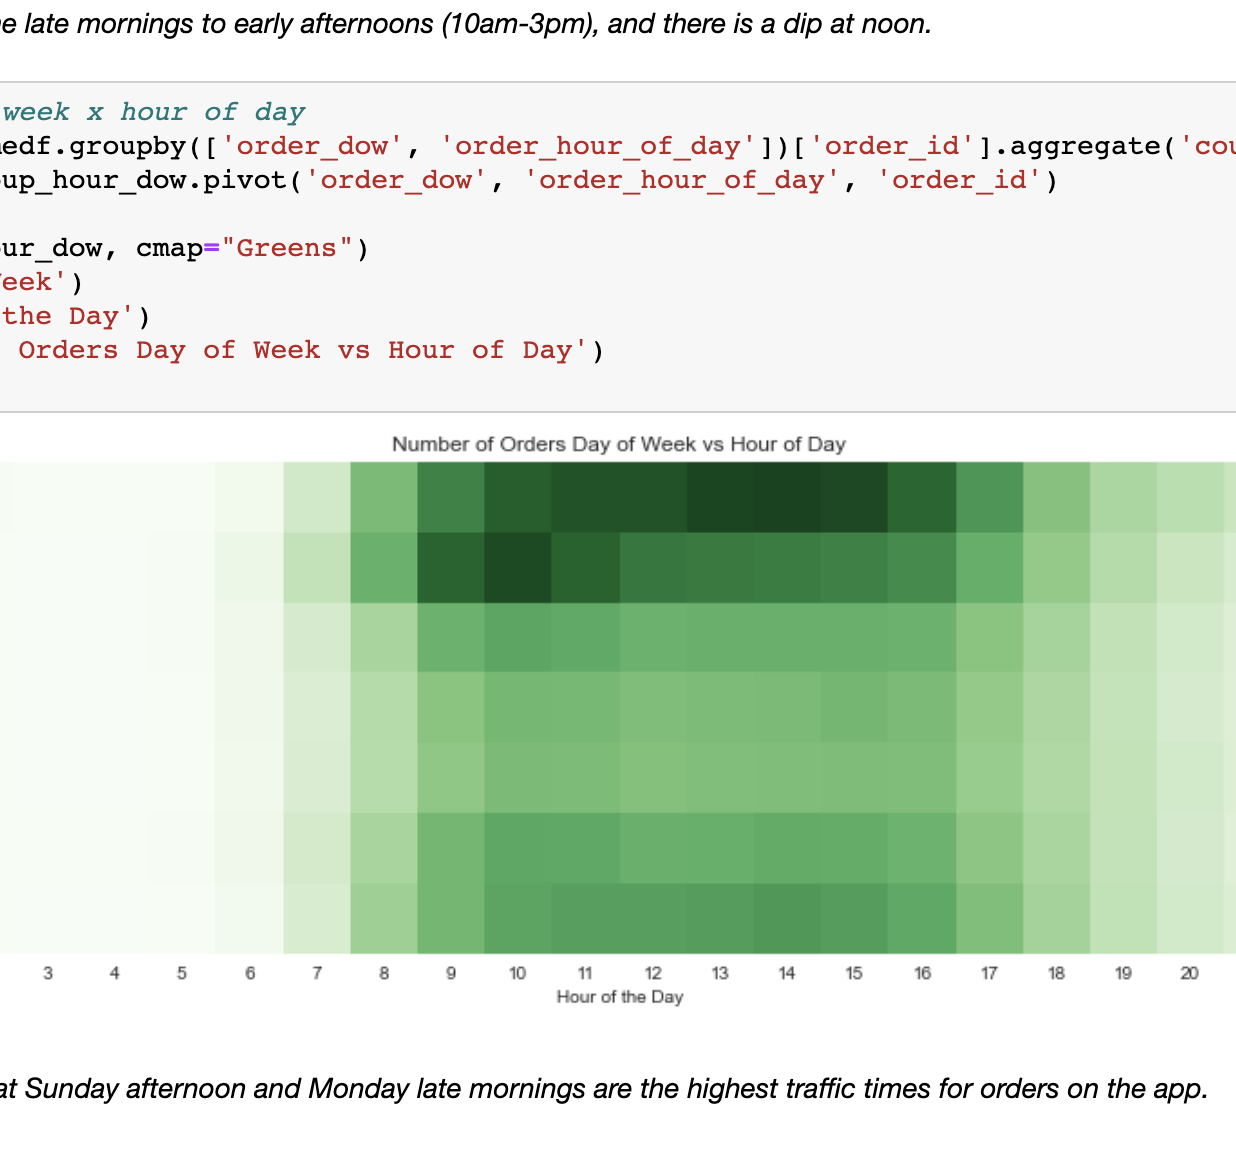 e late mornings to early afternoons (10am-3pm), and there is a dip at noon.
week x hour of day
edf.groupby(['order_dow', 'order_hour_of_day'])['order_id'].aggregate('cou
up_hour_dow.pivot('order_dow', 'order_hour_of_day', 'order_id')
ur_dow, cmap="Greens")
eek')
the Day')
Orders Day of Week vs Hour of Day')
Number of Orders Day of Week vs Hour of Day
3 4 5 6 7 8 9 10 11 12 13 14 15 16 17 18 19 20
Hour of the Day
at Sunday afternoon and Monday late mornings are the highest traffic times for orders on the app.